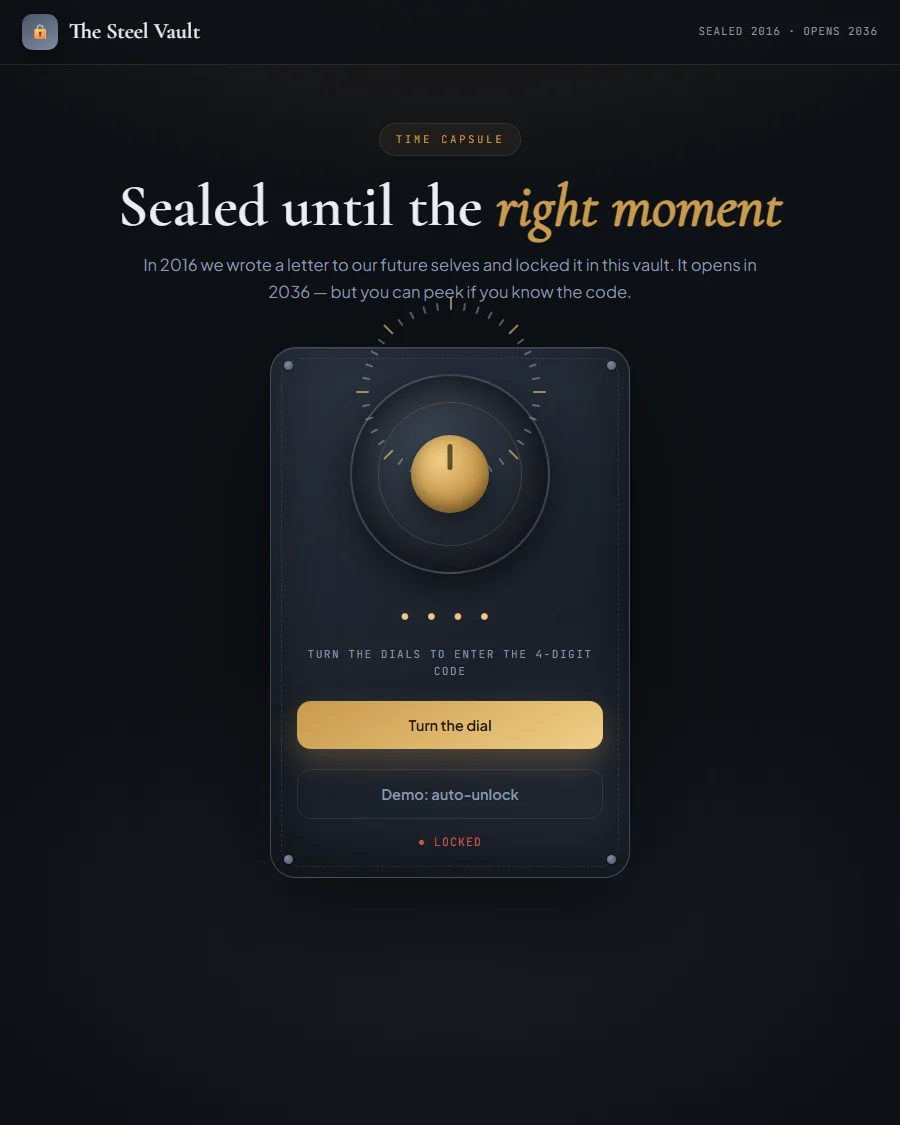 The Steel Vault
SEALED 2016 · OPENS 2036
TIME CAPSULE
Sealed until the right moment
In 2016 we wrote a letter to our future selves and locked it in this vault. It opens in
2036 — but you can peek if you know the code.
TURN THE DIALS TO ENTER THE 4-DIGIT
CODE
Turn the dial
Demo: auto-unlock
LOCKED